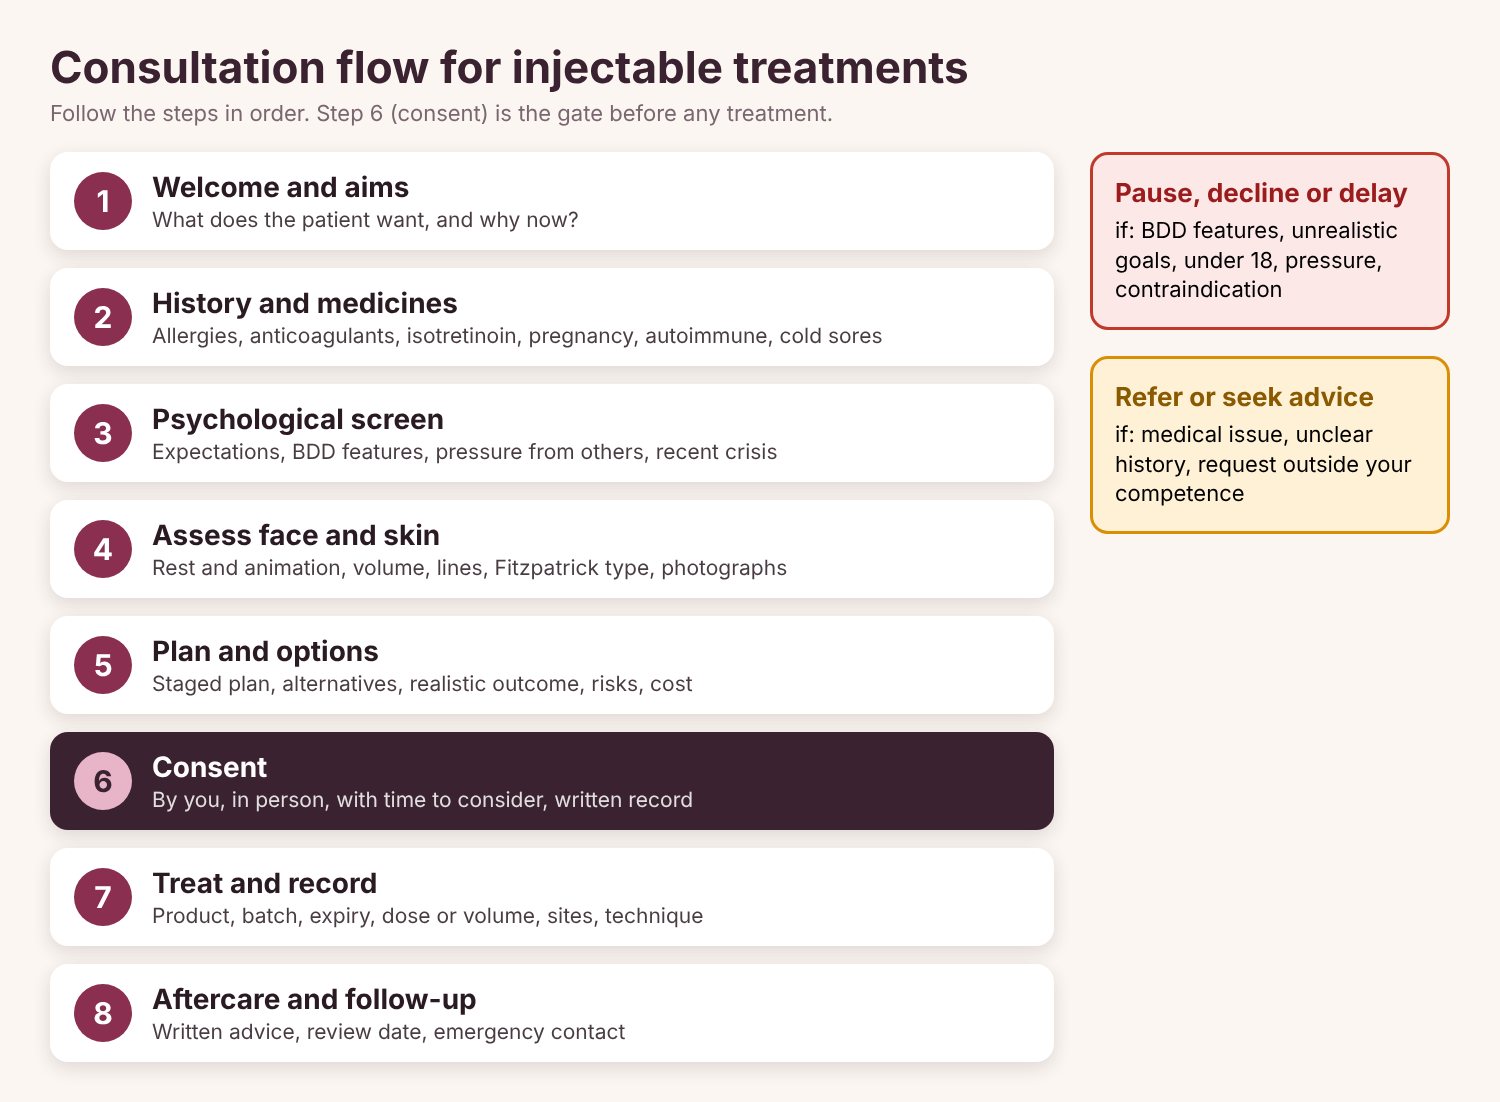 Consultation flow for injectable treatments
Follow the steps in order. Step 6 (consent) is the gate before any treatment.
1
Welcome and aims
What does the patient want, and why now?
2
History and medicines
Allergies, anticoagulants, isotretinoin, pregnancy, autoimmune, cold sores
3
Psychological screen
Expectations, BDD features, pressure from others, recent crisis
4
Assess face and skin
Rest and animation, volume, lines, Fitzpatrick type, photographs
5
Plan and options
Staged plan, alternatives, realistic outcome, risks, cost
6
Consent
By you, in person, with time to consider, written record
7
Treat and record
Product, batch, expiry, dose or volume, sites, technique
8
Aftercare and follow-up
Written advice, review date, emergency contact
Pause, decline or delay
if: BDD features, unrealistic
goals, under 18, pressure,
contraindication
Refer or seek advice
if: medical issue, unclear
history, request outside your
competence